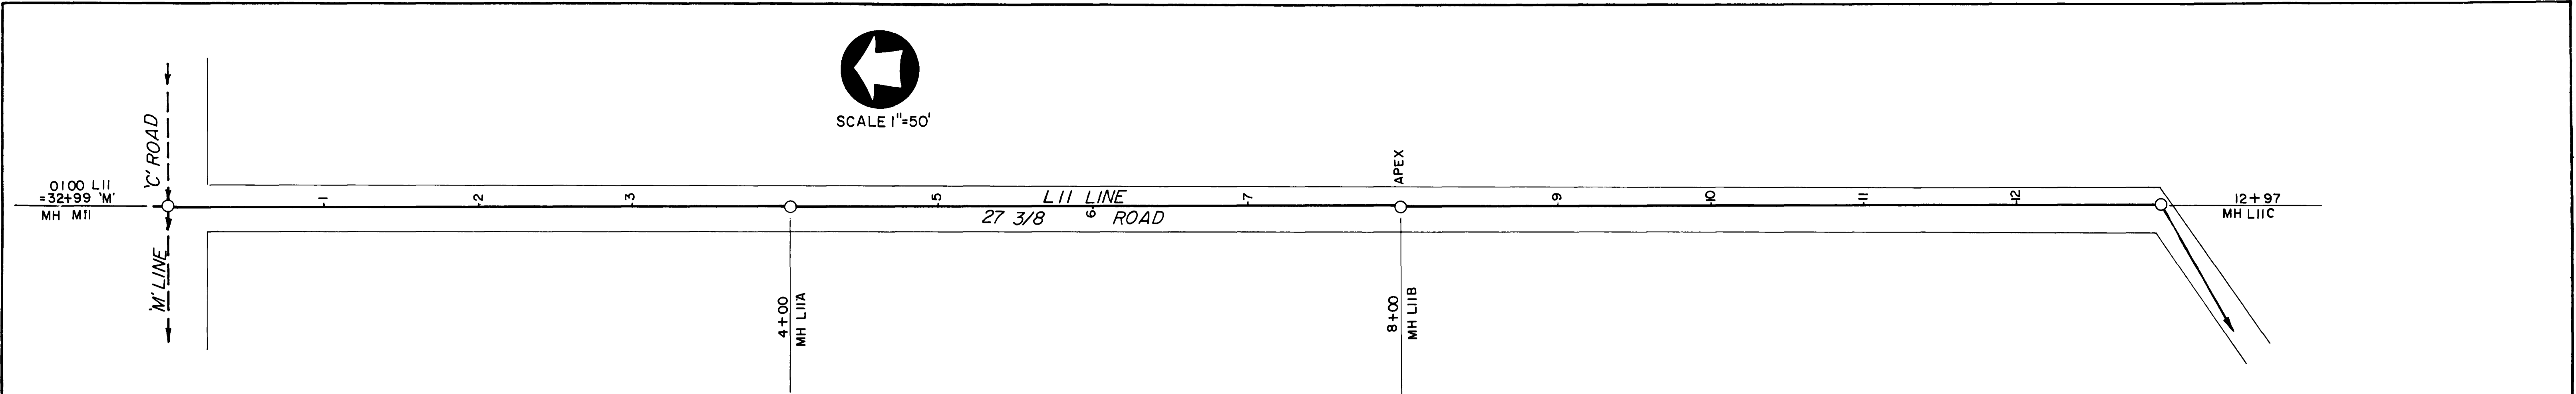 SCALE 1"=50'
'C' ROAD
0100 L11
=32+99 'M'
MH M11
'M' LINE
1
2
3
4+00
MH L11A
5
L11 LINE
27 3/8 ROAD
6
7
APEX
8+00
MH L11B
9
10
11
12
12+97
MH L11C